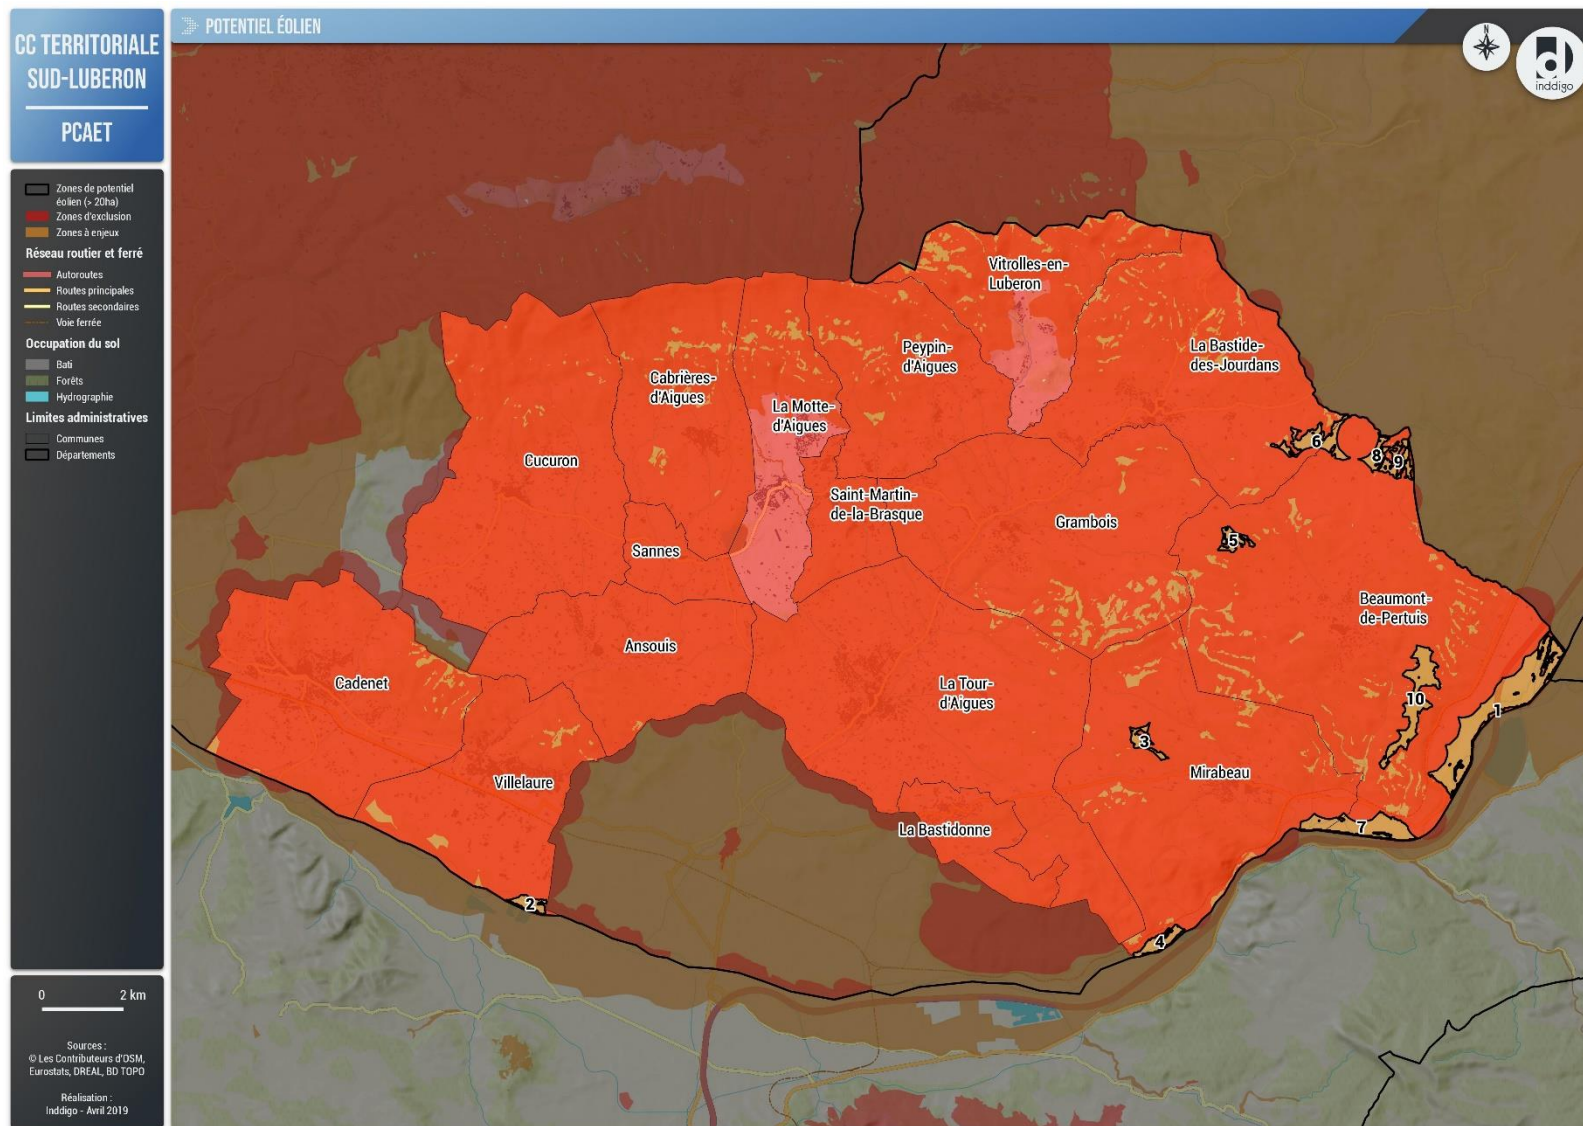 CC TERRITORIALE
SUD-LUBERON
PCAET
POTENTIEL ÉOLIEN
N
inddigo
Zones de potentiel
éolien (> 20ha)
Zones d'exclusion
Zones à enjeux
Réseau routier et ferré
Autoroutes
Routes principales
Routes secondaires
Voie ferrée
Occupation du sol
Bati
Forêts
Hydrographie
Limites administratives
Communes
Départements
0 2 km
Sources :
© Les Contributeurs d'OSM,
Eurostats, DREAL, BD TOPO
Réalisation :
Inddigo - Avril 2019
Vitrolles-en-
Luberon
Peypin-
d'Aigues
La Bastide-
des-Jourdans
Cabrières-
d'Aigues
La Motte-
d'Aigues
6
8
9
Cucuron
Saint-Martin-
de-la-Brasque
Grambois
5
Sannes
Beaumont-
de-Pertuis
Ansouis
Cadenet
La Tour-
d'Aigues
10
1
3
Mirabeau
Villelaure
La Bastidonne
7
2
4